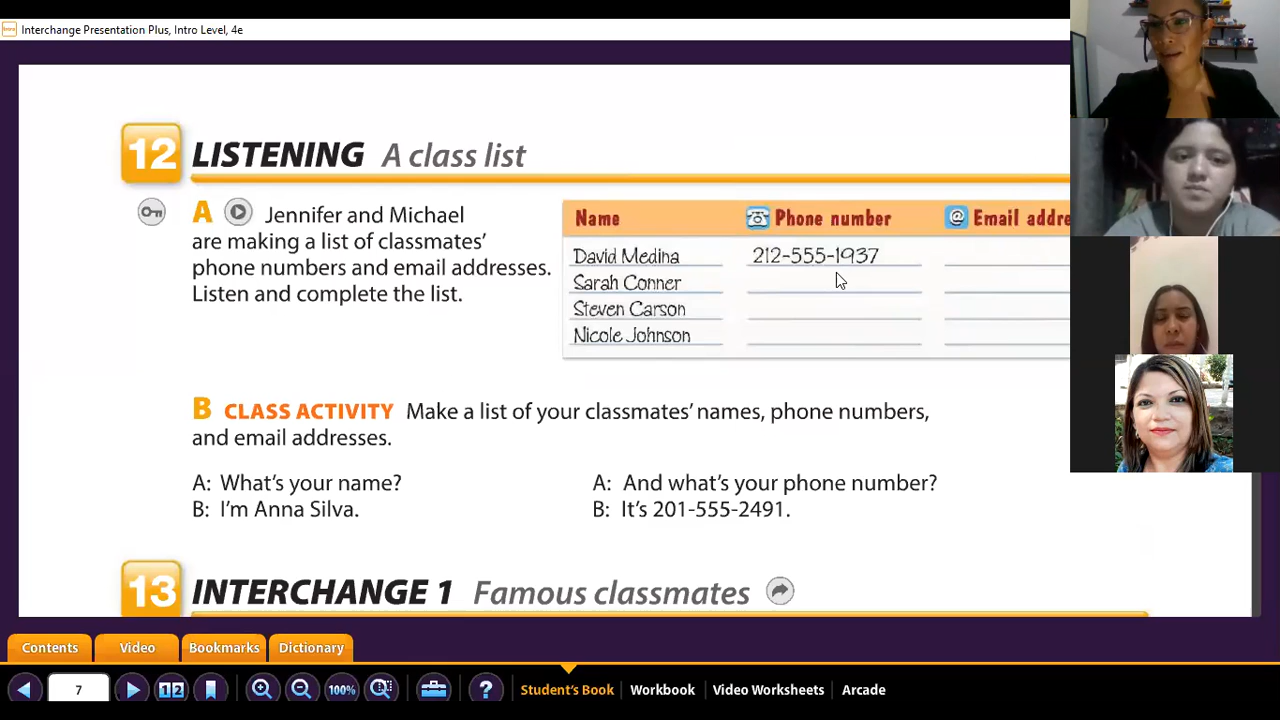 Interchange Presentation Plus, Intro Level, 4e
12 LISTENING A class list
A Jennifer and Michael
are making a list of classmates'
phone numbers and email addresses.
Listen and complete the list.
Name Phone number @ Email addre
David Medina 212-555-1937
Sarah Conner
Steven Carson
Nicole Johnson
B CLASS ACTIVITY Make a list of your classmates' names, phone numbers,
and email addresses.
A: What's your name?
B: I'm Anna Silva.
A: And what's your phone number?
B: It's 201-555-2491.
13 INTERCHANGE 1 Famous classmates
Contents Video Bookmarks Dictionary
7 12 100% ? Student's Book Workbook Video Worksheets Arcade